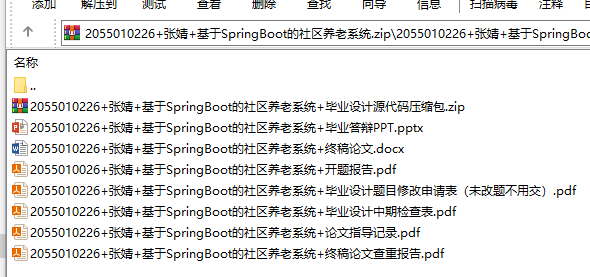 添加 解压到 测试 查看 删除 查找 向导 信息 扫描病毒 注释
2055010226+张婧+基于SpringBoot的社区养老系统.zip\2055010226+张婧+基于SpringBoo
名称
..
2055010226+张婧+基于SpringBoot的社区养老系统+毕业设计源代码压缩包.zip
2055010226+张婧+基于SpringBoot的社区养老系统+毕业答辩PPT.pptx
2055010226+张婧+基于SpringBoot的社区养老系统+终稿论文.docx
2055010026+张婧+基于SpringBoot的社区养老系统+开题报告.pdf
2055010226+张婧+基于SpringBoot的社区养老系统+毕业设计题目修改申请表（未改题不用交）.pdf
2055010226+张婧+基于SpringBoot的社区养老系统+毕业设计中期检查表.pdf
2055010226+张婧+基于SpringBoot的社区养老系统+论文指导记录.pdf
2055010226+张婧+基于SpringBoot的社区养老系统+终稿论文查重报告.pdf